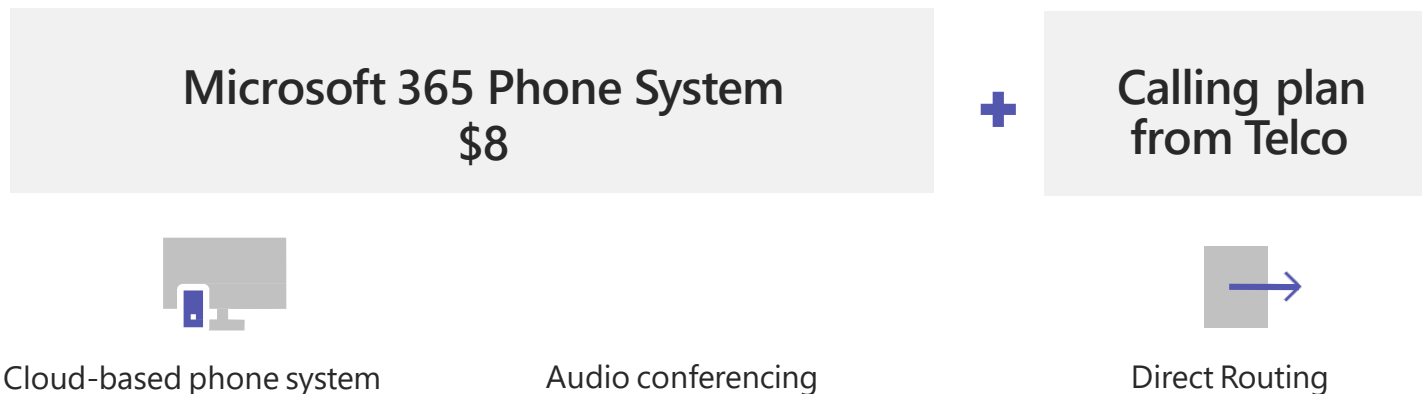 Microsoft 365 Phone System
$8
Calling plan
from Telco
Cloud-based phone system
Audio conferencing
Direct Routing